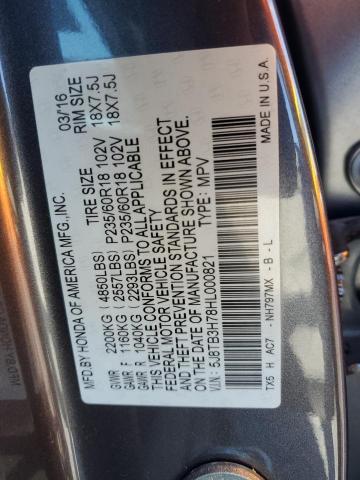 MFD.BY HONDA OF AMERICA MFG.,INC. 03/16
TIRE SIZE RIM SIZE
GVWR 2200KG (4850LBS) P235/60R18 102V 18X7.5J
GAWR F 1160KG (2557LBS) P235/60R18 102V 18X7.5J
GAWR R 1040KG (2293LBS)
THIS VEHICLE CONFORMS TO ALL APPLICABLE
FEDERAL MOTOR VEHICLE SAFETY
AND THEFT PREVENTION STANDARDS IN EFFECT
ON THE DATE OF MANUFACTURE SHOWN ABOVE.
V.I.N.: 5J8TB3H78HL000821 TYPE: MPV
TX5 H AC7 - NH797MX - B - L MADE IN U.S.A.